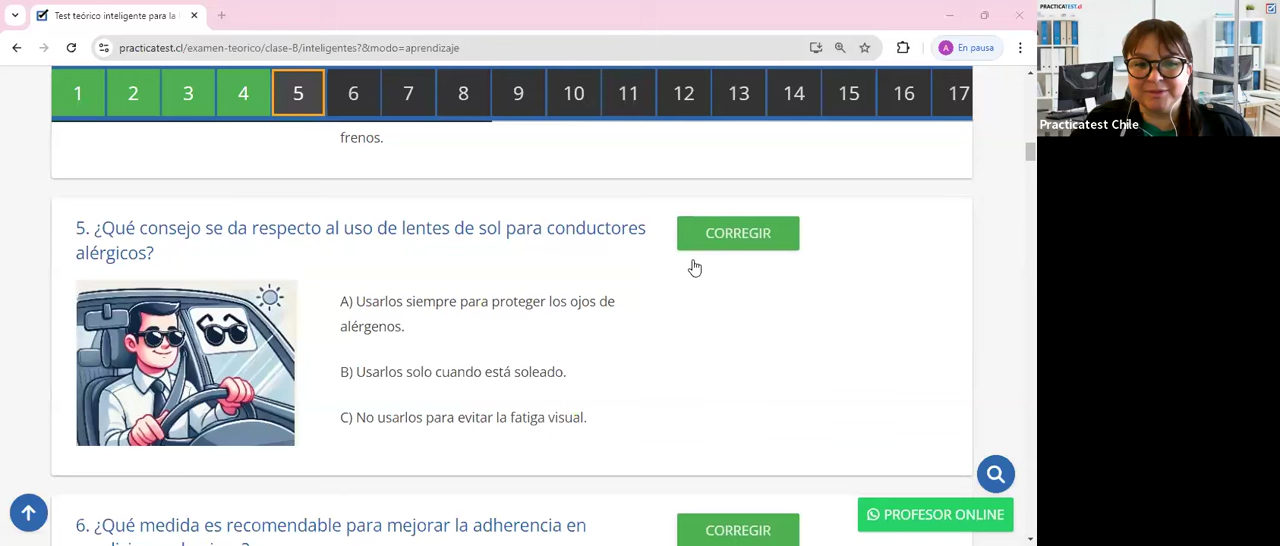 Test teórico inteligente para la
practicatest.cl/examen-teorico/clase-B/inteligentes?&modo=aprendizaje
A
En pausa
PRACTICATEST.cl
Practicatest Chile
1 2 3 4 5 6 7 8 9 10 11 12 13 14 15 16 17
frenos.
5. ¿Qué consejo se da respecto al uso de lentes de sol para conductores
alérgicos?
CORREGIR
A) Usarlos siempre para proteger los ojos de
alérgenos.
B) Usarlos solo cuando está soleado.
C) No usarlos para evitar la fatiga visual.
PROFESOR ONLINE
6. ¿Qué medida es recomendable para mejorar la adherencia en
CORREGIR